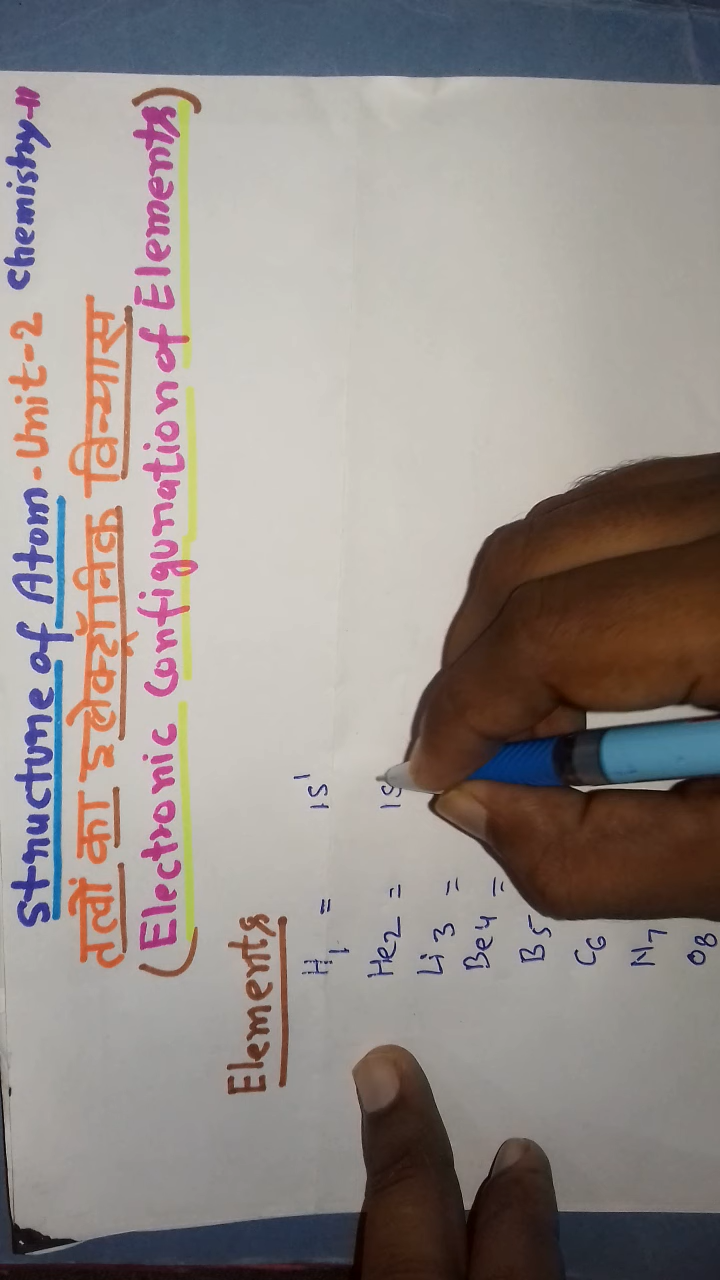 Structure of Atom - Unit-2 Chemistry-11
तत्वों का इलेक्ट्रॉनिक विन्यास
(Electronic Configuration of Elements)
Elements
H1 = 1s¹
He2 = 1s
Li3 =
Be4 =
B5
C6
N7
O8